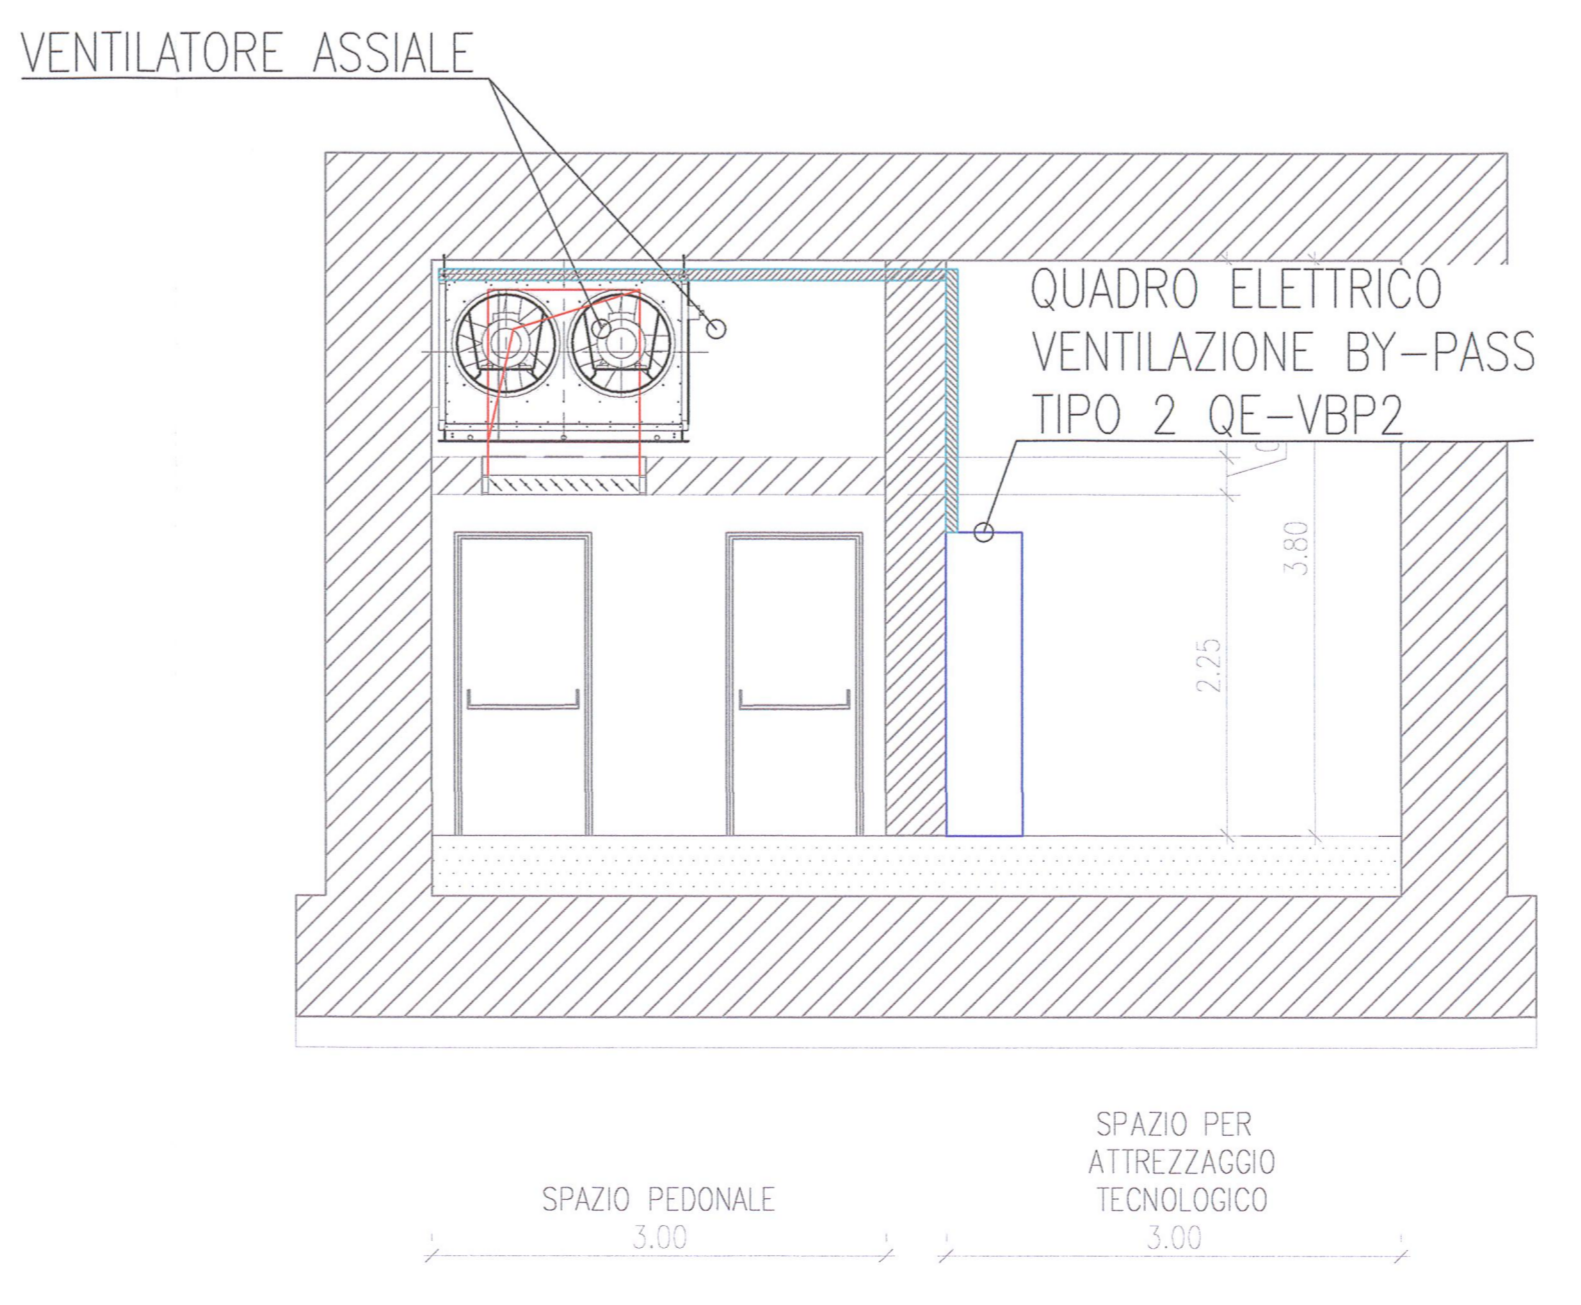 VENTILATORE ASSIALE
QUADRO ELETTRICO
VENTILAZIONE BY-PASS
TIPO 2 QE-VBP2
3.80
2.25
SPAZIO PER
ATTREZZAGGIO
TECNOLOGICO
3.00
SPAZIO PEDONALE
3.00